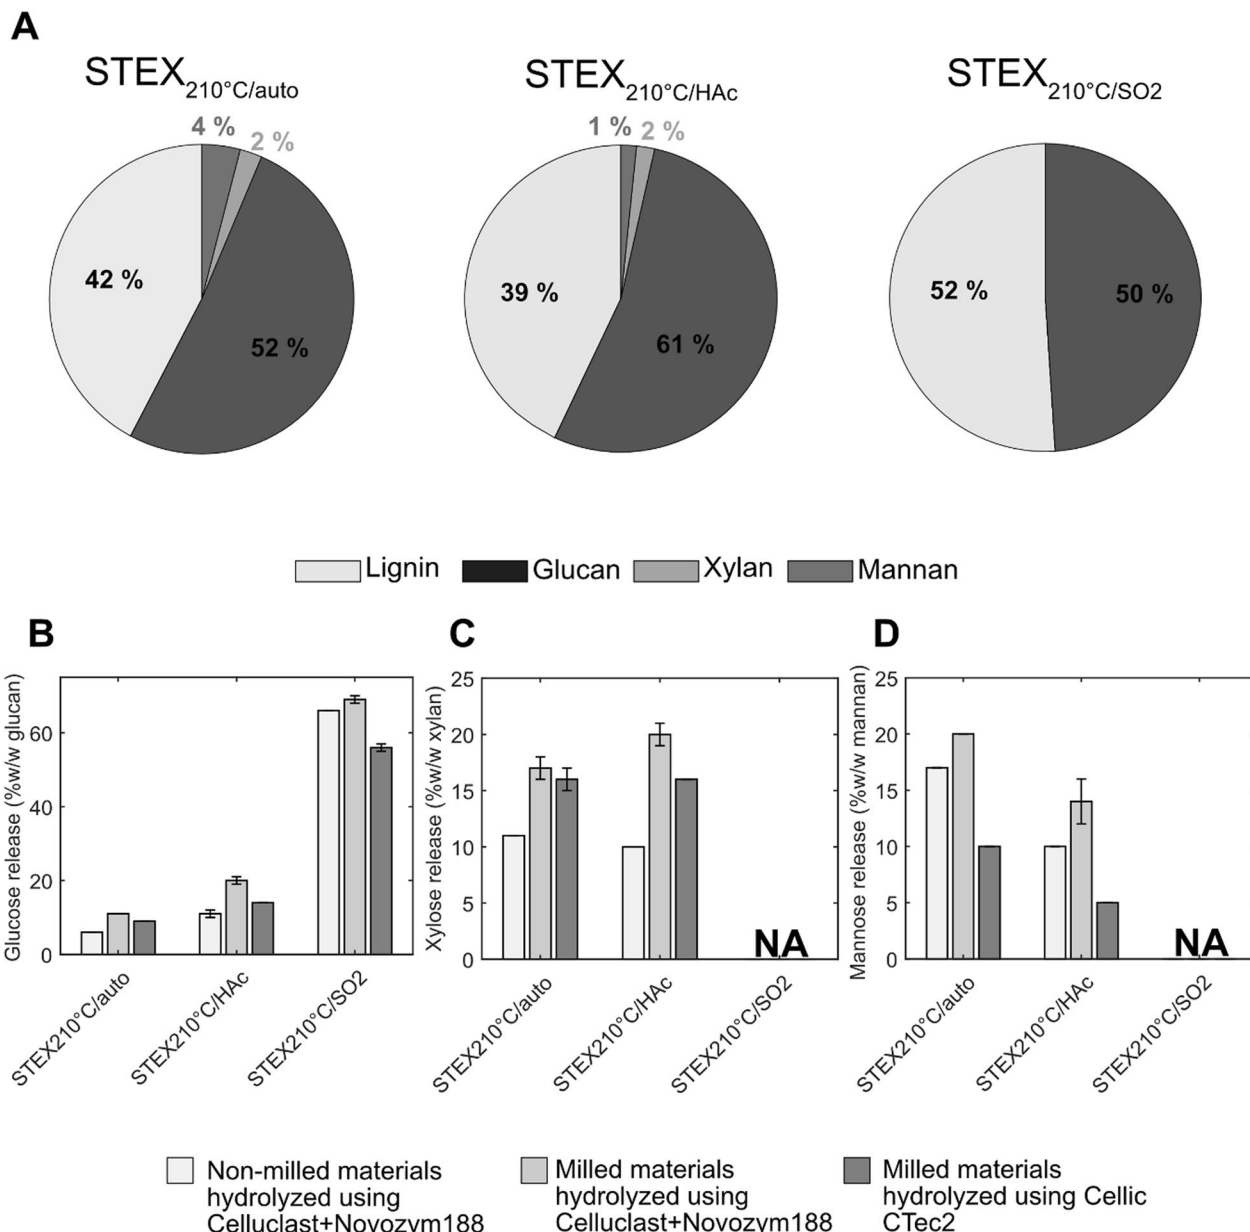 A
STEX210°C/auto
STEX210°C/HAc
STEX210°C/SO2
4 %
2 %
42 %
52 %
1 %
2 %
39 %
61 %
52 %
50 %
Lignin
Glucan
Xylan
Mannan
B
Glucose release (%w/w glucan)
60
40
20
0
STEX210°C/auto
STEX210°C/HAc
STEX210°C/SO2
C
Xylose release (%w/w xylan)
25
20
15
10
5
0
NA
STEX210°C/auto
STEX210°C/HAc
STEX210°C/SO2
D
Mannose release (%w/w mannan)
25
20
15
10
5
0
NA
STEX210°C/auto
STEX210°C/HAc
STEX210°C/SO2
Non-milled materials
hydrolyzed using
Celluclast+Novozym188
Milled materials
hydrolyzed using
Celluclast+Novozym188
Milled materials
hydrolyzed using Cellic
CTec2